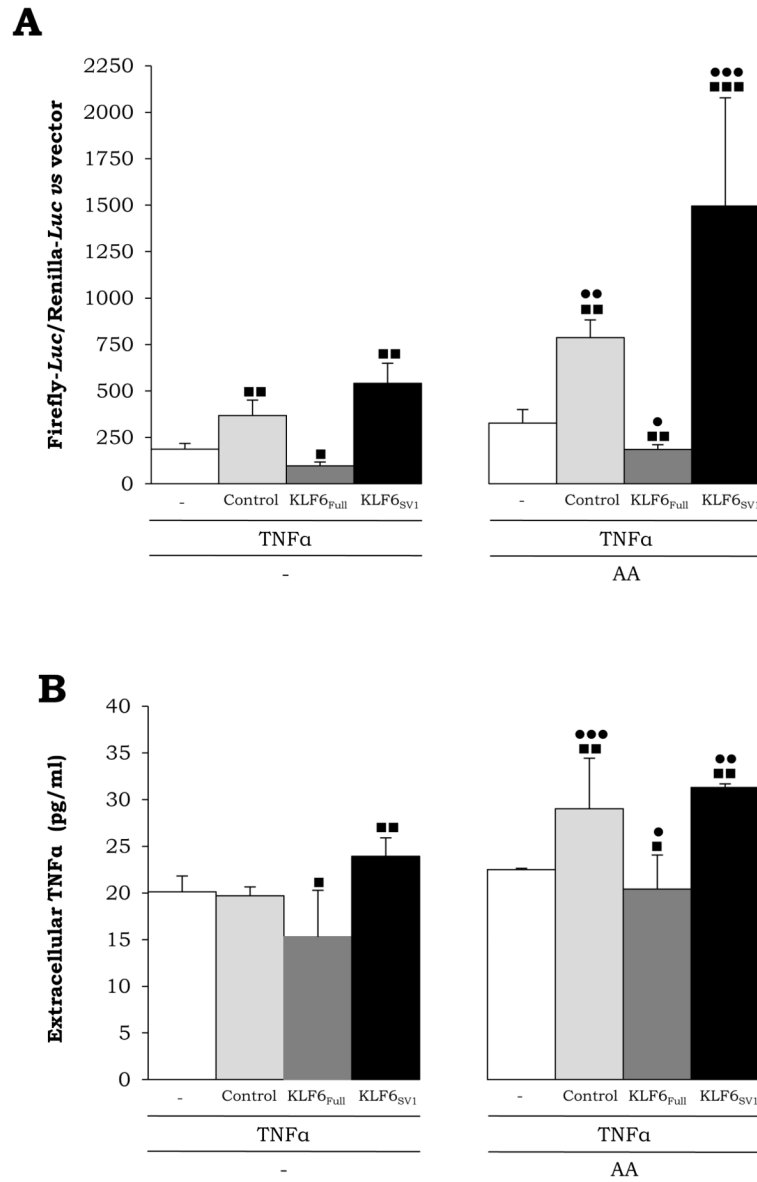 A
Firefly-Luc/Renilla-Luc vs vector
2250
2000
1750
1500
1250
1000
750
500
250
0
- Control KLF6Full KLF6SV1 - Control KLF6Full KLF6SV1
TNFα TNFα
- AA
B
Extracellular TNFα (pg/ml)
40
35
30
25
20
15
10
5
0
- Control KLF6Full KLF6SV1 - Control KLF6Full KLF6SV1
TNFα TNFα
- AA